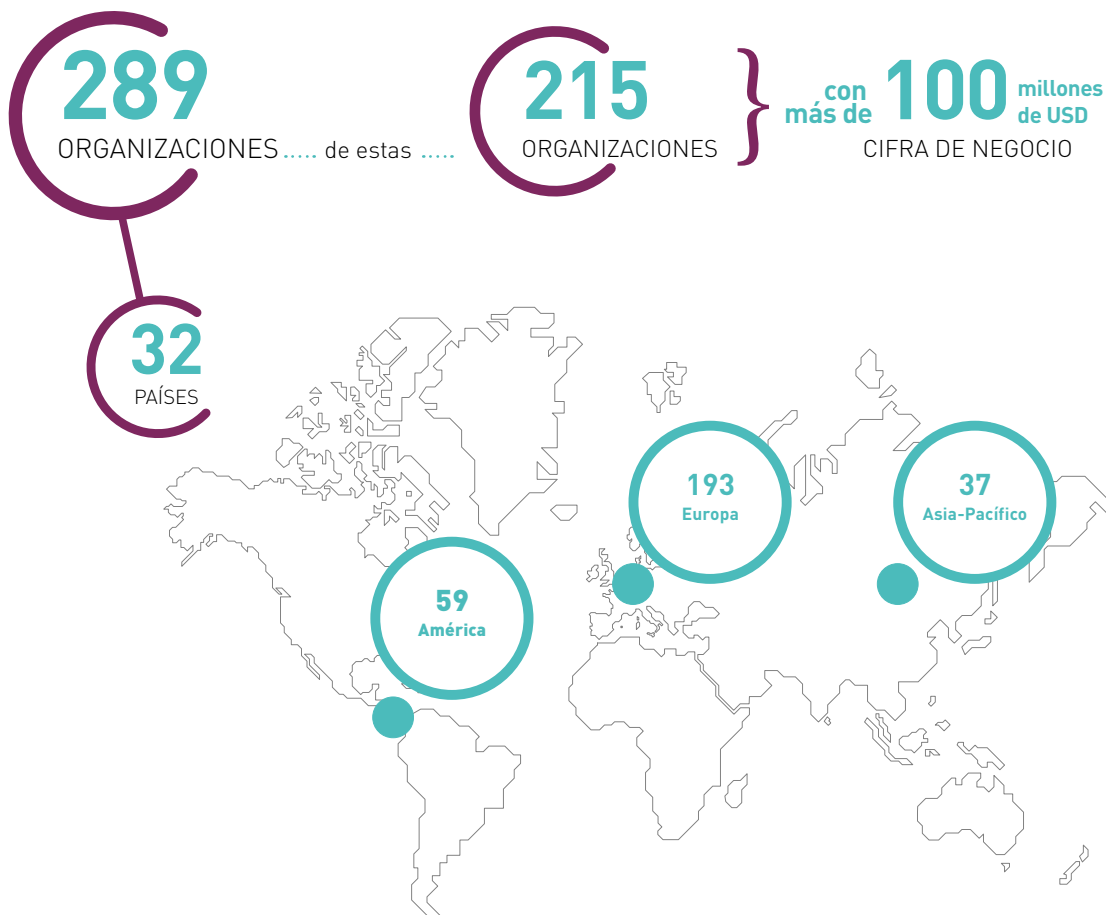 289
ORGANIZACIONES ..... de estas .....
215
ORGANIZACIONES
con
más de
100
millones
de USD
CIFRA DE NEGOCIO
32
PAÍSES
193
Europa
37
Asia-Pacífico
59
América